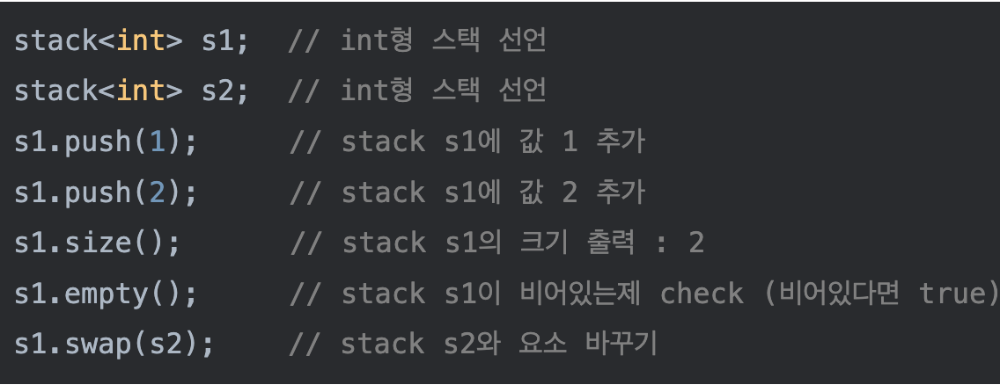 stack<int> s1;  // int형 스택 선언
stack<int> s2;  // int형 스택 선언
s1.push(1);     // stack s1에 값 1 추가
s1.push(2);     // stack s1에 값 2 추가
s1.size();      // stack s1의 크기 출력 : 2
s1.empty();     // stack s1이 비어있는제 check (비어있다면 true)
s1.swap(s2);    // stack s2와 요소 바꾸기